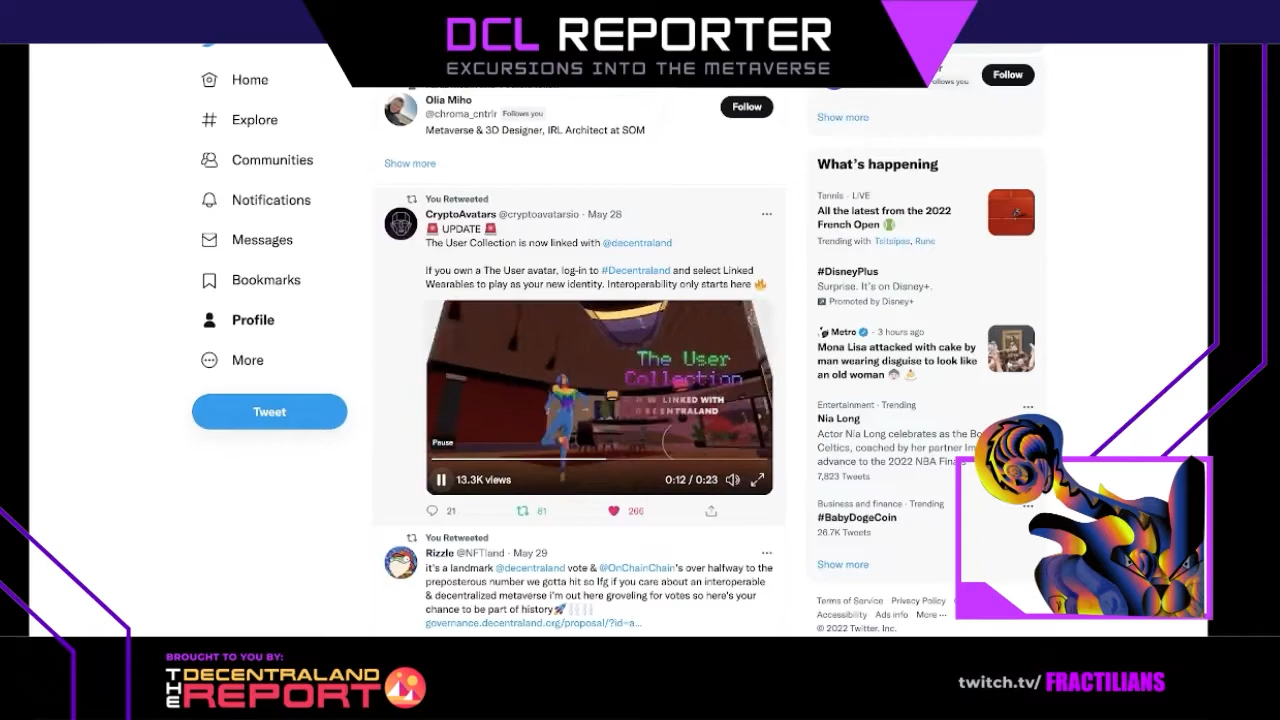 DCL REPORTER
EXCURSIONS INTO THE METAVERSE
Home
Explore
Communities
Notifications
Messages
Bookmarks
Profile
More
Tweet
Olia Miho
@chroma_cntrlr Follows you
Metaverse & 3D Designer, IRL Architect at SOM
Follow
Show more
You Retweeted
CryptoAvatars @cryptoavatarsio · May 28
🚨 UPDATE 🚨
The User Collection is now linked with @decentraland
If you own a The User avatar, log-in to #Decentraland and select Linked
Wearables to play as your new identity. Interoperability only starts here 🔥
The User
Collection
LINKED WITH
DECENTRALAND
Pause
13.3K views
0:12 / 0:23
21
81
266
You Retweeted
Rizzle @NFTland · May 29
it's a landmark @decentraland vote & @OnChainChain's over halfway to the
preposterous number we gotta hit so lfg if you care about an interoperable
& decentralized metaverse i'm out here groveling for votes so here's your
chance to be part of history🚀
governance.decentraland.org/proposal/?id=a...
Follow
Show more
What's happening
Tennis · LIVE
All the latest from the 2022
French Open
Trending with Tsitsipas, Rune
#DisneyPlus
Surprise. It's on Disney+.
Promoted by Disney+
Metro · 3 hours ago
Mona Lisa attacked with cake by
man wearing disguise to look like
an old woman
Entertainment · Trending
Nia Long
Actor Nia Long celebrates as the
Celtics, coached by her partner
advance to the 2022 NBA
7,823 Tweets
Business and finance · Trending
#BabyDogeCoin
26.7K Tweets
Show more
Terms of Service Privacy Policy
Accessibility Ads info More ···
© 2022 Twitter, Inc.
BROUGHT TO YOU BY:
THE DECENTRALAND
REPORT
twitch.tv/ FRACTILIANS